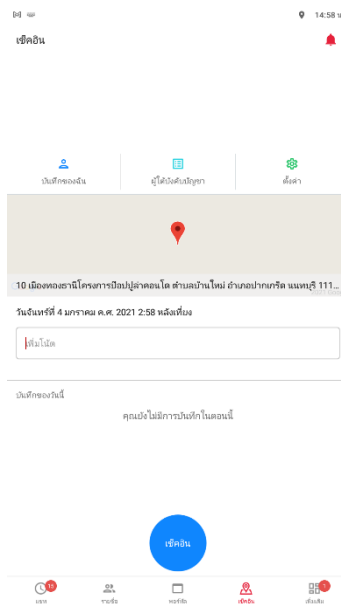 14:58 น
เช็คอิน
บันทึกของฉัน
ผู้ใต้บังคับบัญชา
ตั้งค่า
10 เมืองทองธานีโครงการป๊อปปูล่าคอนโด ตำบลบ้านใหม่ อำเภอปากเกร็ด นนทบุรี 111...
วันจันทร์ที่ 4 มกราคม ค.ศ. 2021 2:58 หลังเที่ยง
เพิ่มโน้ต
บันทึกของวันนี้
คุณยังไม่มีการบันทึกในตอนนี้
เช็คอิน
แชท
รายชื่อ
พอร์ทัล
เช็คอิน
เพิ่มเติม